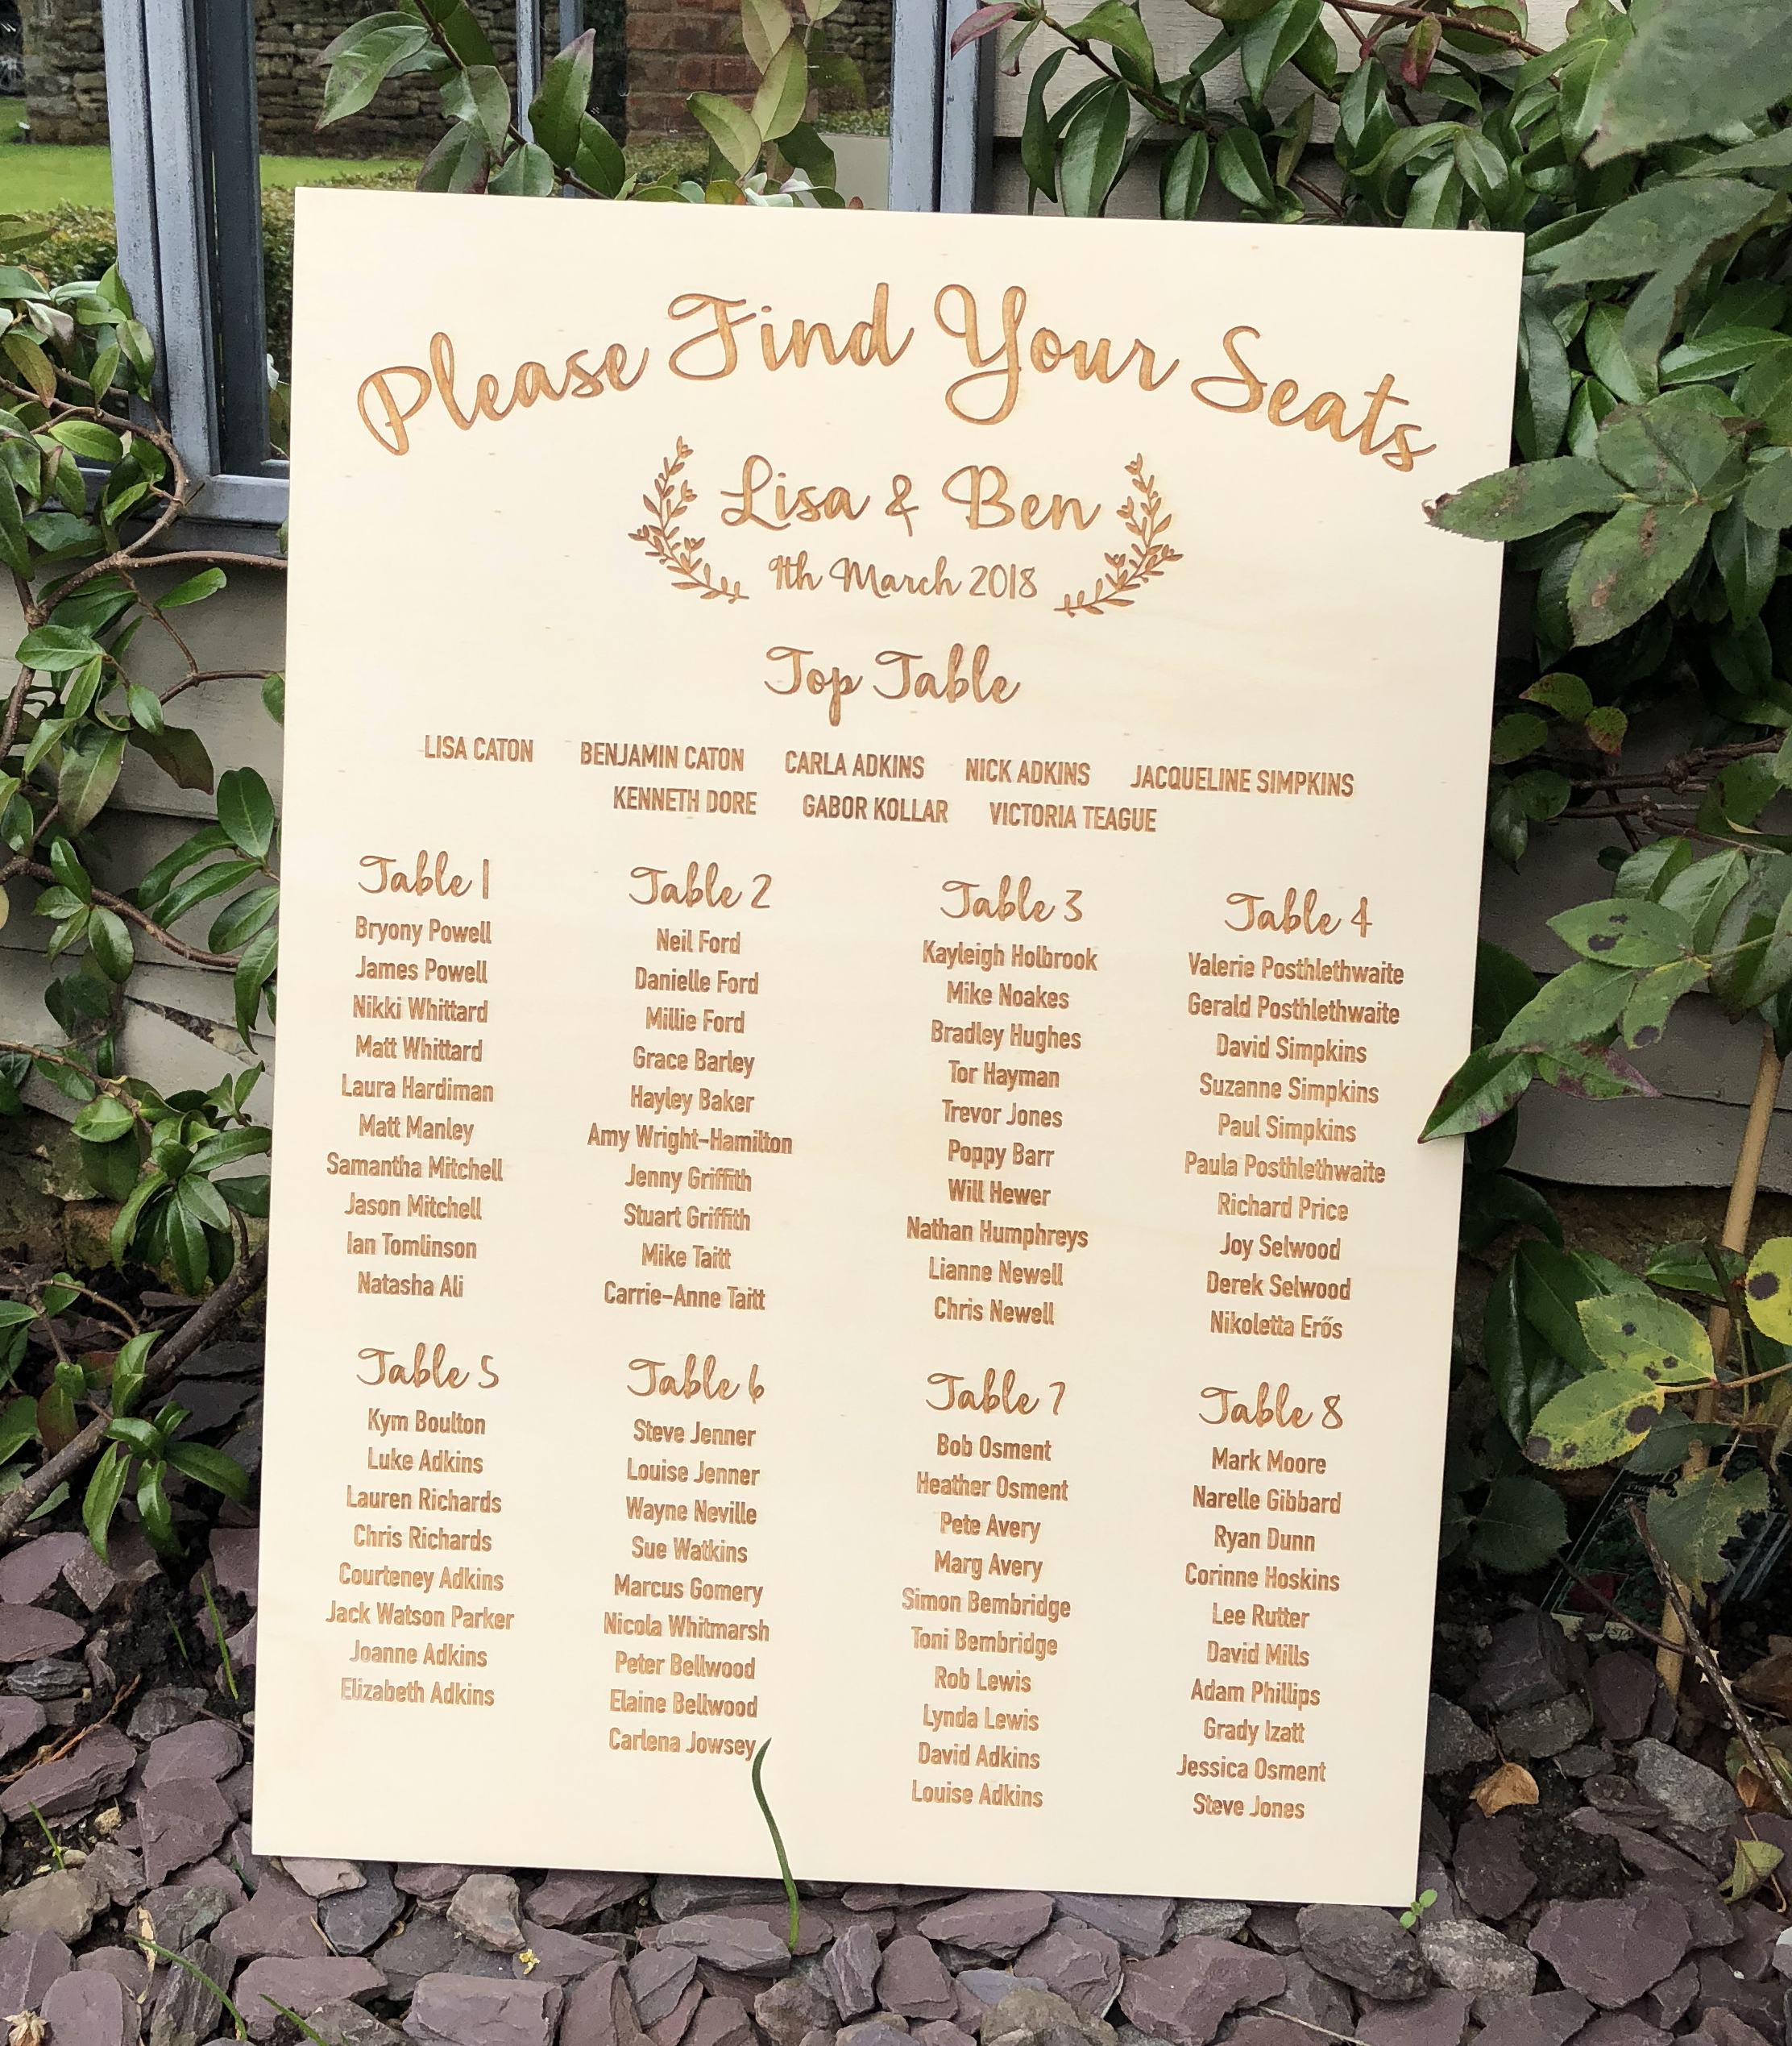 Please Find Your Seats
Lisa & Ben
9th March 2018
Top Table
LISA CATON BENJAMIN CATON CARLA ADKINS NICK ADKINS JACQUELINE SIMPKINS
KENNETH DORE GABOR KOLLAR VICTORIA TEAGUE
Table 1
Bryony Powell
James Powell
Nikki Whittard
Matt Whittard
Laura Hardiman
Matt Manley
Samantha Mitchell
Jason Mitchell
Ian Tomlinson
Natasha Ali
Table 2
Neil Ford
Danielle Ford
Millie Ford
Grace Barley
Hayley Baker
Amy Wright-Hamilton
Jenny Griffith
Stuart Griffith
Mike Taitt
Carrie-Anne Taitt
Table 3
Kayleigh Holbrook
Mike Noakes
Bradley Hughes
Tor Hayman
Trevor Jones
Poppy Barr
Will Hewer
Nathan Humphreys
Lianne Newell
Chris Newell
Table 4
Valerie Posthlethwaite
Gerald Posthlethwaite
David Simpkins
Suzanne Simpkins
Paul Simpkins
Paula Posthlethwaite
Richard Price
Joy Selwood
Derek Selwood
Nikoletta Erős
Table 5
Kym Boulton
Luke Adkins
Lauren Richards
Chris Richards
Courteney Adkins
Jack Watson Parker
Joanne Adkins
Elizabeth Adkins
Table 6
Steve Jenner
Louise Jenner
Wayne Neville
Sue Watkins
Marcus Gomery
Nicola Whitmarsh
Peter Bellwood
Elaine Bellwood
Carlena Jowsey
Table 7
Bob Osment
Heather Osment
Pete Avery
Marg Avery
Simon Bembridge
Toni Bembridge
Rob Lewis
Lynda Lewis
David Adkins
Louise Adkins
Table 8
Mark Moore
Narelle Gibbard
Ryan Dunn
Corinne Hoskins
Lee Rutter
David Mills
Adam Phillips
Grady Izatt
Jessica Osment
Steve Jones